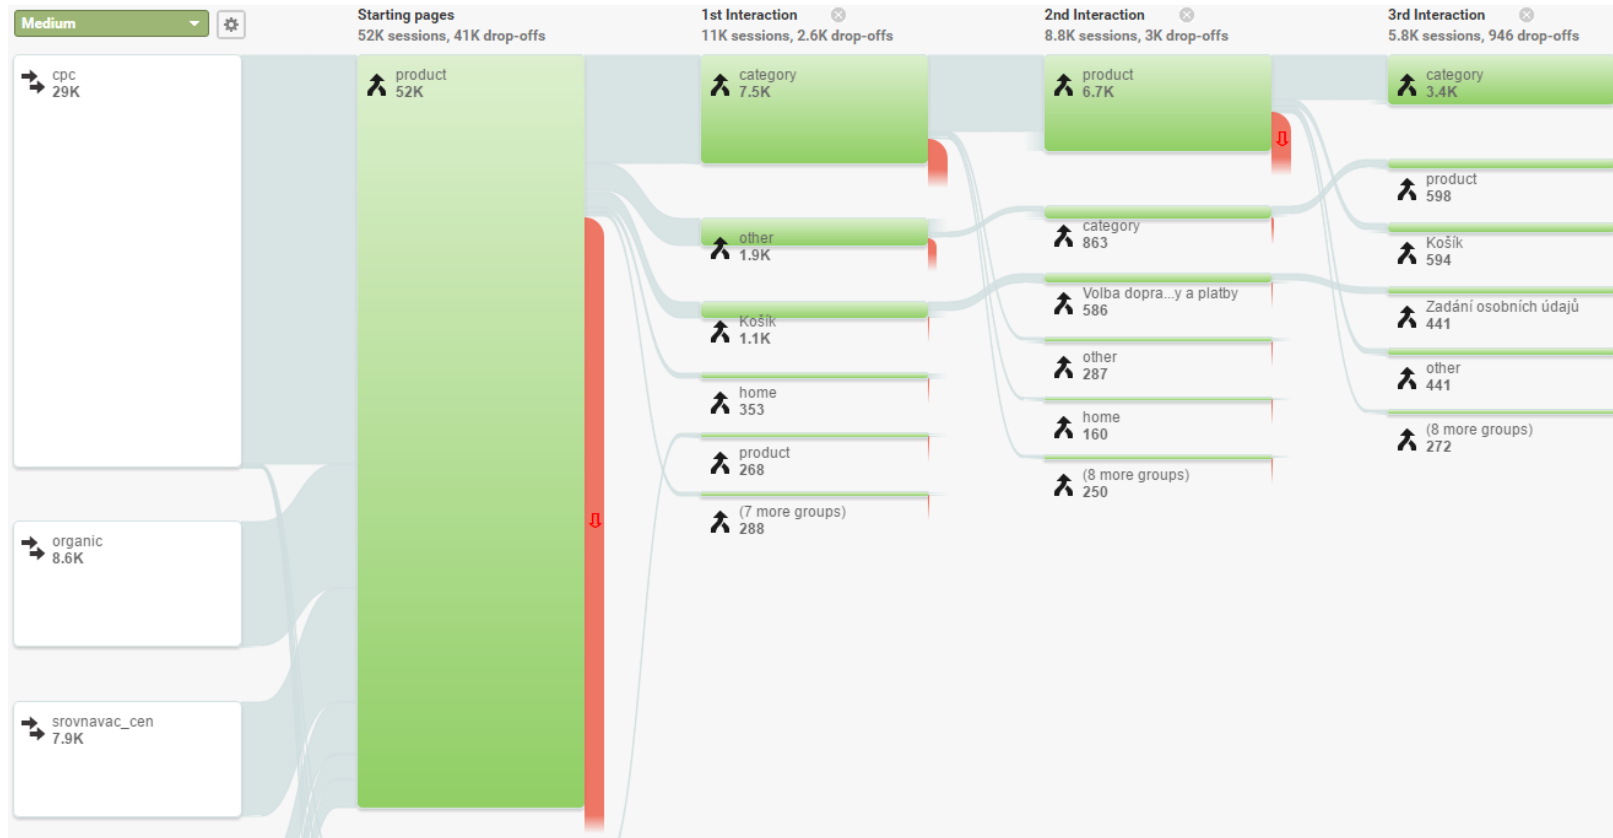 Medium
Starting pages
52K sessions, 41K drop-offs
1st Interaction
11K sessions, 2.6K drop-offs
2nd Interaction
8.8K sessions, 3K drop-offs
3rd Interaction
5.8K sessions, 946 drop-offs
cpc
29K
organic
8.6K
srovnavac_cen
7.9K
product
52K
category
7.5K
other
1.9K
Košík
1.1K
home
353
product
268
(7 more groups)
288
product
6.7K
category
863
Volba dopra...y a platby
586
other
287
home
160
(8 more groups)
250
category
3.4K
product
598
Košík
594
Zadání osobních údajů
441
other
441
(8 more groups)
272